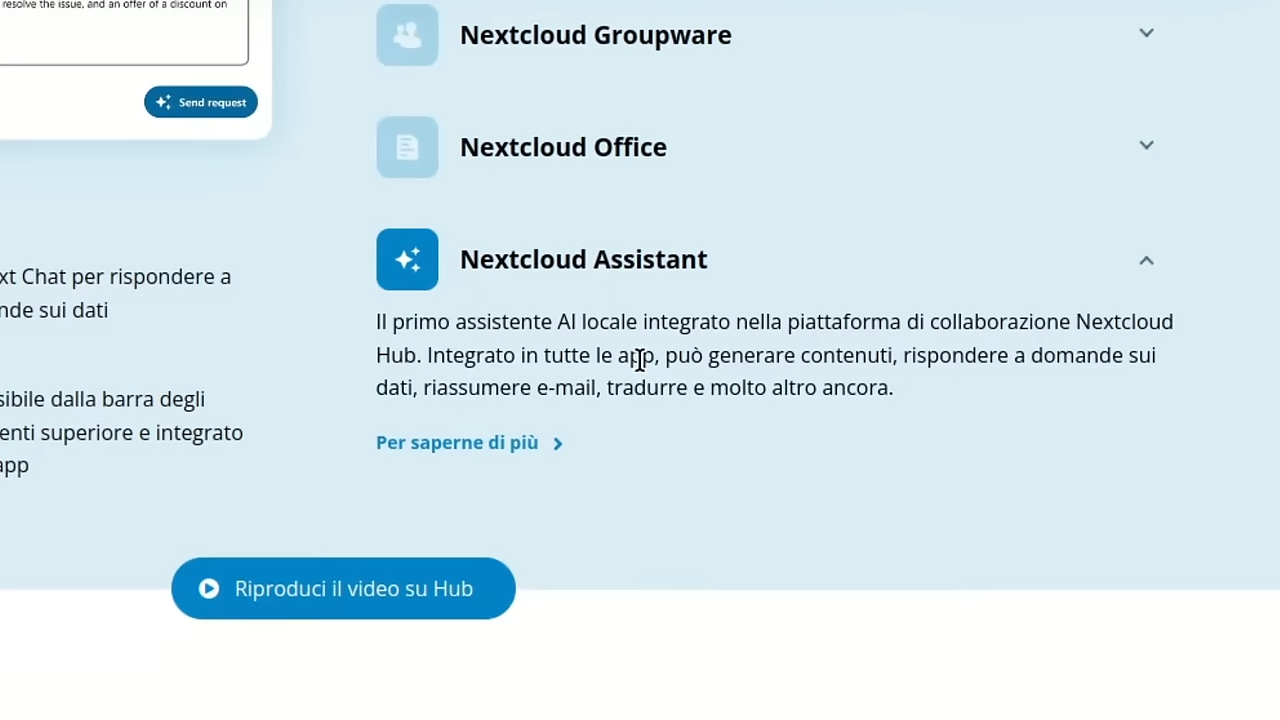 resolve the issue, and an offer of a discount on
Send request
xt Chat per rispondere a
nde sui dati
sibile dalla barra degli
enti superiore e integrato
app
Nextcloud Groupware
Nextcloud Office
Nextcloud Assistant
Il primo assistente AI locale integrato nella piattaforma di collaborazione Nextcloud
Hub. Integrato in tutte le app, può generare contenuti, rispondere a domande sui
dati, riassumere e-mail, tradurre e molto altro ancora.
Per saperne di più
Riproduci il video su Hub